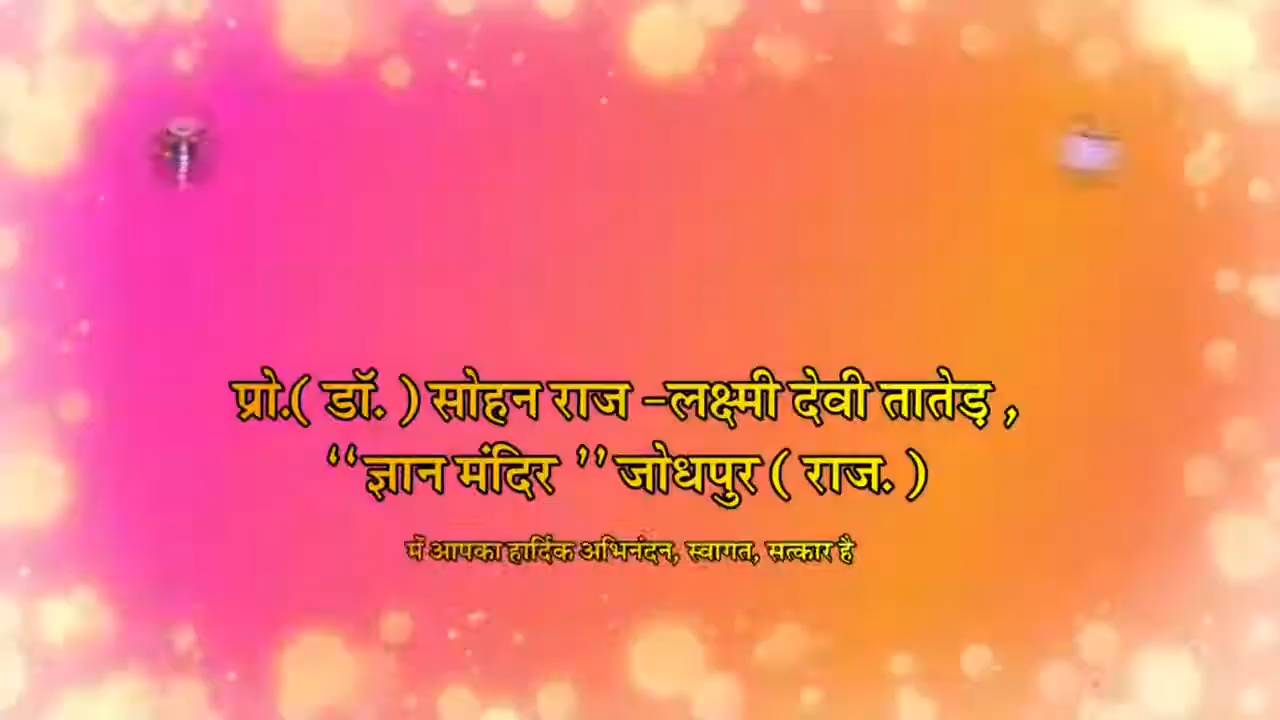 प्रो.( डॉ. ) सोहन राज -लक्ष्मी देवी तातेड़ ,
‘‘ज्ञान मंदिर ’’ जोधपुर ( राज. )
में आपका हार्दिक अभिनंदन, स्वागत, सत्कार है